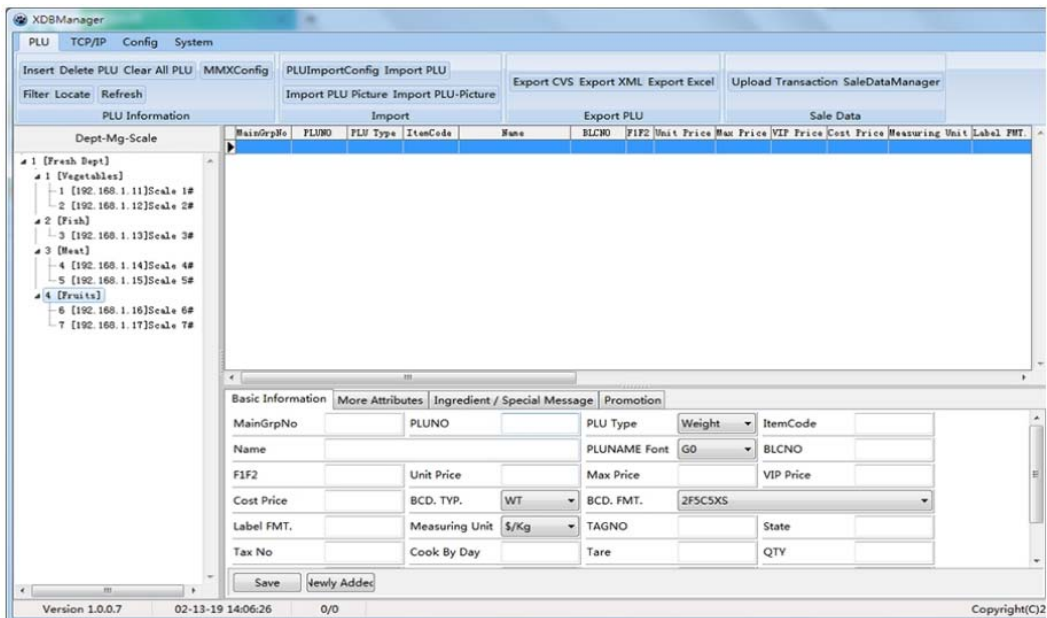 XDBManager
PLU TCP/IP Config System
Insert Delete PLU Clear All PLU MMXConfig PLUImportConfig Import PLU
Export CVS Export XML Export Excel Upload Transaction SaleDataManager
Filter Locate Refresh Import PLU Picture Import PLU-Picture
PLU Information Import Export PLU Sale Data
Dept-Mg-Scale
MainGrpNo PLUNO PLU Type ItemCode Name BLCNO F1F2 Unit Price Max Price VIP Price Cost Price Measuring Unit Label FMT.
1 [Fresh Dept]
1 [Vegetables]
1 [192.168.1.11]Scale 1#
2 [192.168.1.12]Scale 2#
2 [Fish]
3 [192.168.1.13]Scale 3#
3 [Meat]
4 [192.168.1.14]Scale 4#
5 [192.168.1.15]Scale 5#
4 [Fruits]
6 [192.168.1.16]Scale 6#
7 [192.168.1.17]Scale 7#
Basic Information More Attributes Ingredient / Special Message Promotion
MainGrpNo PLUNO PLU Type Weight ItemCode
Name PLUNAME Font G0 BLCNO
F1F2 Unit Price Max Price VIP Price
Cost Price BCD. TYP. WT BCD. FMT. 2F5C5XS
Label FMT. Measuring Unit $/Kg TAGNO State
Tax No Cook By Day Tare QTY
Save Newly Added
Version 1.0.0.7 02-13-19 14:06:26 0/0 Copyright(C)2